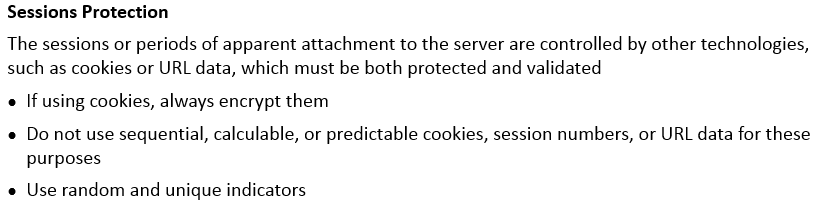 Sessions Protection
The sessions or periods of apparent attachment to the server are controlled by other technologies,
such as cookies or URL data, which must be both protected and validated
• If using cookies, always encrypt them
• Do not use sequential, calculable, or predictable cookies, session numbers, or URL data for these
purposes
• Use random and unique indicators